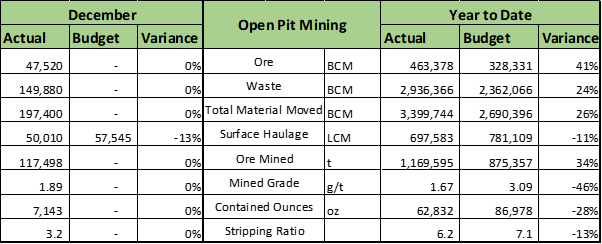 December Open Pit Mining Year to Date
Actual Budget Variance Actual Budget Variance
47,520 - 0% Ore BCM 463,378 328,331 41%
149,880 - 0% Waste BCM 2,936,366 2,362,066 24%
197,400 - 0% Total Material Moved BCM 3,399,744 2,690,396 26%
50,010 57,545 -13% Surface Haulage LCM 697,583 781,109 -11%
117,498 - 0% Ore Mined t 1,169,595 875,357 34%
1.89 - 0% Mined Grade g/t 1.67 3.09 -46%
7,143 - 0% Contained Ounces oz 62,832 86,978 -28%
3.2 - 0% Stripping Ratio 6.2 7.1 -13%